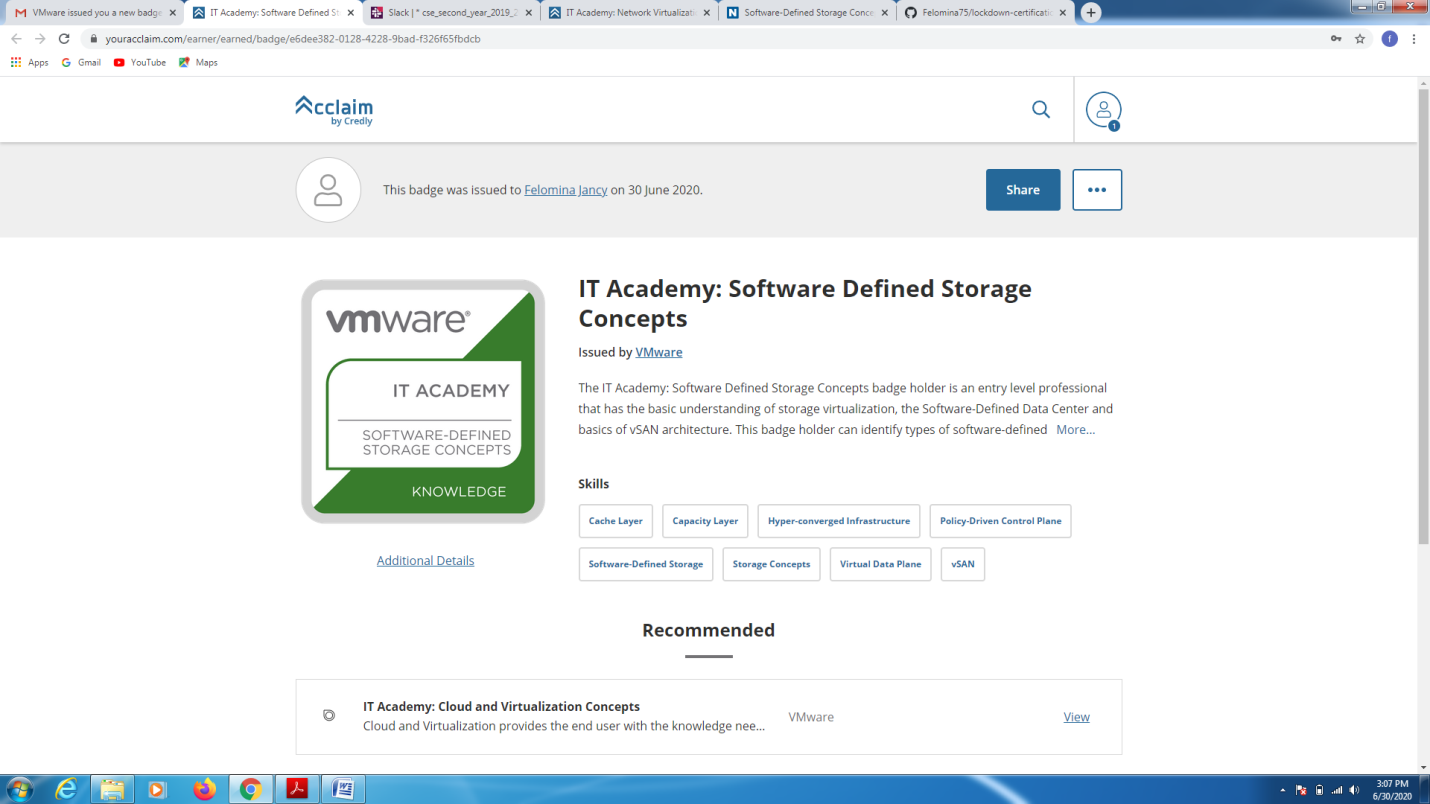 VMware issued you a new badge
IT Academy: Software Defined St
Slack | * cse_second_year_2019_2
IT Academy: Network Virtualizati
Software-Defined Storage Conce
Felomina75/lockdown-certificatio
youracclaim.com/earner/earned/badge/e6dee382-0128-4228-9bad-f326f65fbdcb
f
Apps Gmail YouTube Maps
Acclaim
by Credly
1
This badge was issued to Felomina Jancy on 30 June 2020.
Share
•••
vmware®
IT ACADEMY
SOFTWARE-DEFINED
STORAGE CONCEPTS
KNOWLEDGE
Additional Details
IT Academy: Software Defined Storage
Concepts
Issued by VMware
The IT Academy: Software Defined Storage Concepts badge holder is an entry level professional
that has the basic understanding of storage virtualization, the Software-Defined Data Center and
basics of vSAN architecture. This badge holder can identify types of software-defined More...
Skills
Cache Layer Capacity Layer Hyper-converged Infrastructure Policy-Driven Control Plane
Software-Defined Storage Storage Concepts Virtual Data Plane vSAN
Recommended
IT Academy: Cloud and Virtualization Concepts
Cloud and Virtualization provides the end user with the knowledge nee...
VMware
View
3:07 PM
6/30/2020